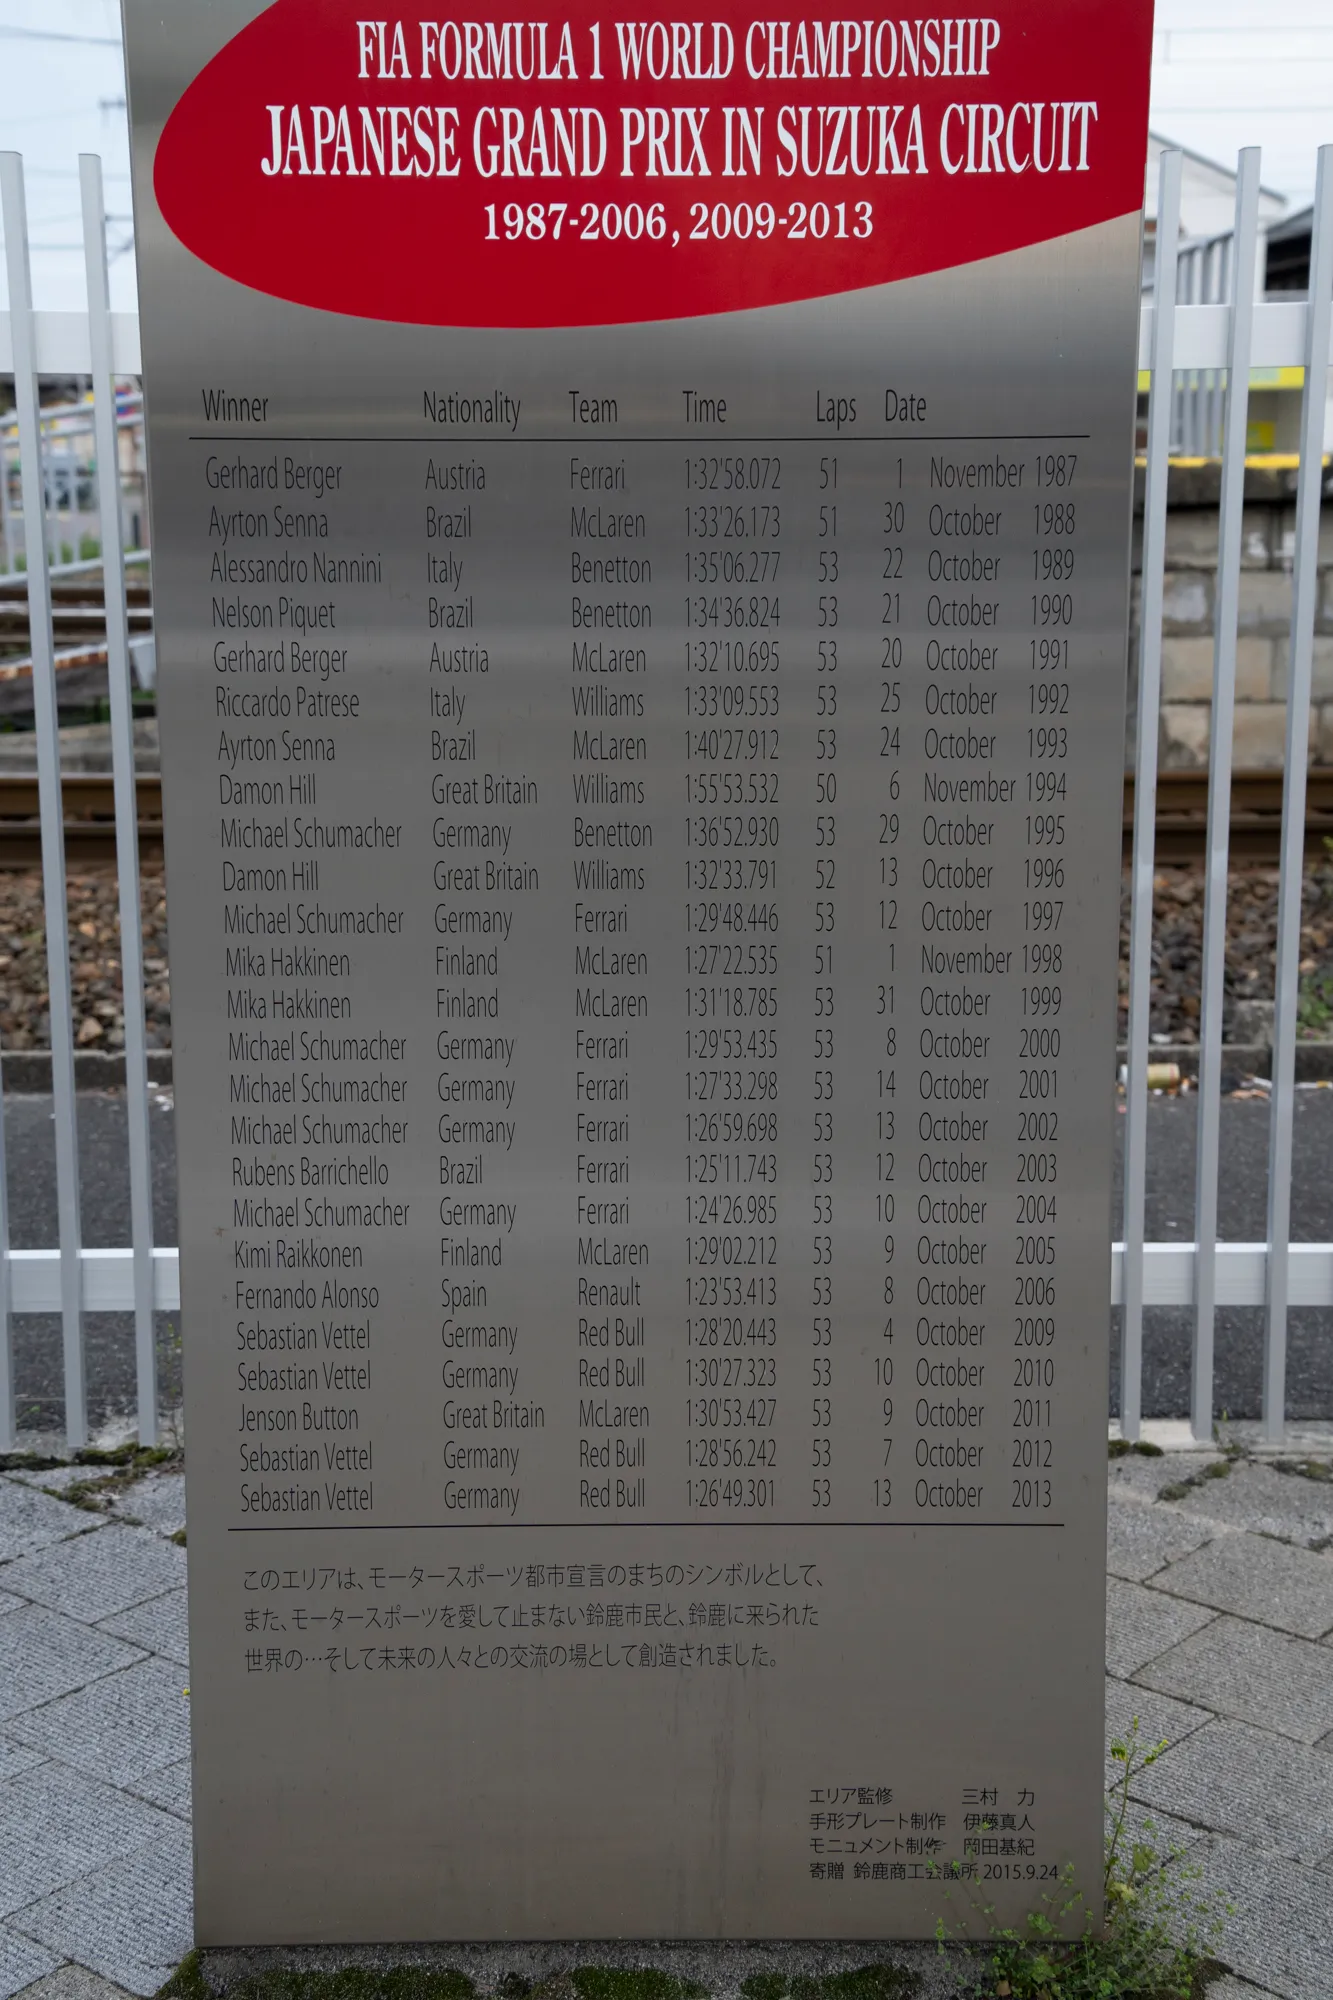 FIA FORMULA 1 WORLD CHAMPIONSHIP
JAPANESE GRAND PRIX IN SUZUKA CIRCUIT
1987-2006, 2009-2013
Winner Nationality Team Time Laps Date
Gerhard Berger Austria Ferrari 1:32'58.072 51 1 November 1987
Ayrton Senna Brazil McLaren 1:33'26.173 51 30 October 1988
Alessandro Nannini Italy Benetton 1:35'06.277 53 22 October 1989
Nelson Piquet Brazil Benetton 1:34'36.824 53 21 October 1990
Gerhard Berger Austria McLaren 1:32'10.695 53 20 October 1991
Riccardo Patrese Italy Williams 1:33'09.553 53 25 October 1992
Ayrton Senna Brazil McLaren 1:40'27.912 53 24 October 1993
Damon Hill Great Britain Williams 1:55'53.532 50 6 November 1994
Michael Schumacher Germany Benetton 1:36'52.930 53 29 October 1995
Damon Hill Great Britain Williams 1:32'33.791 52 13 October 1996
Michael Schumacher Germany Ferrari 1:29'48.446 53 12 October 1997
Mika Hakkinen Finland McLaren 1:27'22.535 51 1 November 1998
Mika Hakkinen Finland McLaren 1:31'18.785 53 31 October 1999
Michael Schumacher Germany Ferrari 1:29'53.435 53 8 October 2000
Michael Schumacher Germany Ferrari 1:27'33.298 53 14 October 2001
Michael Schumacher Germany Ferrari 1:26'59.698 53 13 October 2002
Rubens Barrichello Brazil Ferrari 1:25'11.743 53 12 October 2003
Michael Schumacher Germany Ferrari 1:24'26.985 53 10 October 2004
Kimi Raikkonen Finland McLaren 1:29'02.212 53 9 October 2005
Fernando Alonso Spain Renault 1:23'53.413 53 8 October 2006
Sebastian Vettel Germany Red Bull 1:28'20.443 53 4 October 2009
Sebastian Vettel Germany Red Bull 1:30'27.323 53 10 October 2010
Jenson Button Great Britain McLaren 1:30'53.427 53 9 October 2011
Sebastian Vettel Germany Red Bull 1:28'56.242 53 7 October 2012
Sebastian Vettel Germany Red Bull 1:26'49.301 53 13 October 2013
このエリアは、モータースポーツ都市宣言のまちのシンボルとして、
また、モータースポーツを愛して止まない鈴鹿市民と、鈴鹿に来られた
世界の…そして未来の人々との交流の場として創造されました。
エリア監修 三村 力
手形プレート制作 伊藤真人
モニュメント制作 岡田基紀
寄贈 鈴鹿商工会議所 2015.9.24